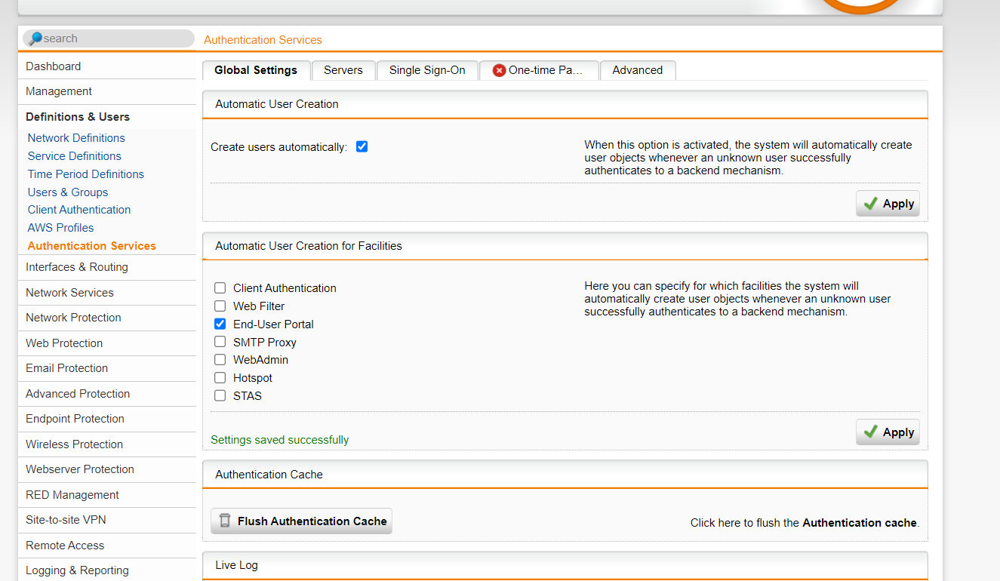 search
Authentication Services
Dashboard
Management
Definitions & Users
Network Definitions
Service Definitions
Time Period Definitions
Users & Groups
Client Authentication
AWS Profiles
Authentication Services
Interfaces & Routing
Network Services
Network Protection
Web Protection
Email Protection
Advanced Protection
Endpoint Protection
Wireless Protection
Webserver Protection
RED Management
Site-to-site VPN
Remote Access
Logging & Reporting
Global Settings
Servers
Single Sign-On
One-time Pa...
Advanced
Automatic User Creation
Create users automatically:
When this option is activated, the system will automatically create
user objects whenever an unknown user successfully
authenticates to a backend mechanism.
Apply
Automatic User Creation for Facilities
Client Authentication
Web Filter
End-User Portal
SMTP Proxy
WebAdmin
Hotspot
STAS
Here you can specify for which facilities the system will
automatically create user objects whenever an unknown user
successfully authenticates to a backend mechanism.
Settings saved successfully
Apply
Authentication Cache
Flush Authentication Cache
Click here to flush the Authentication cache.
Live Log